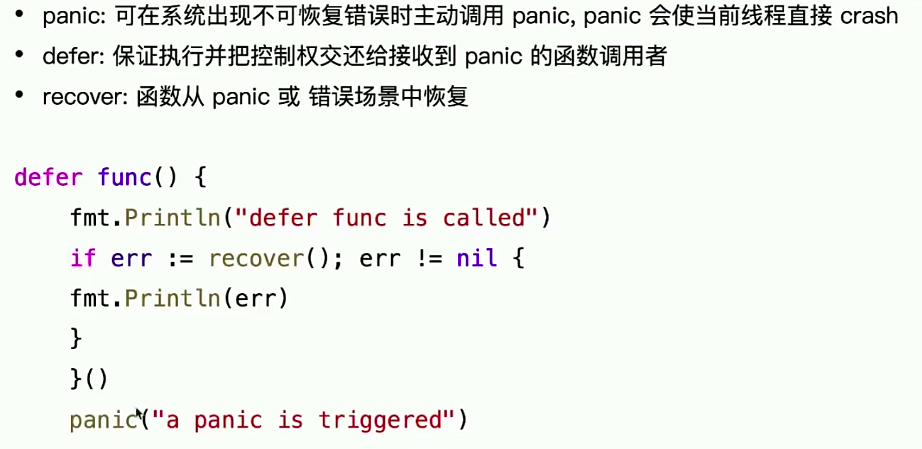 • panic: 可在系统出现不可恢复错误时主动调用 panic, panic 会使当前线程直接 crash
• defer: 保证执行并把控制权交还给接收到 panic 的函数调用者
• recover: 函数从 panic 或 错误场景中恢复
defer func() {
    fmt.Println("defer func is called")
    if err := recover(); err != nil {
    fmt.Println(err)
    }
    }()
    panic("a panic is triggered")